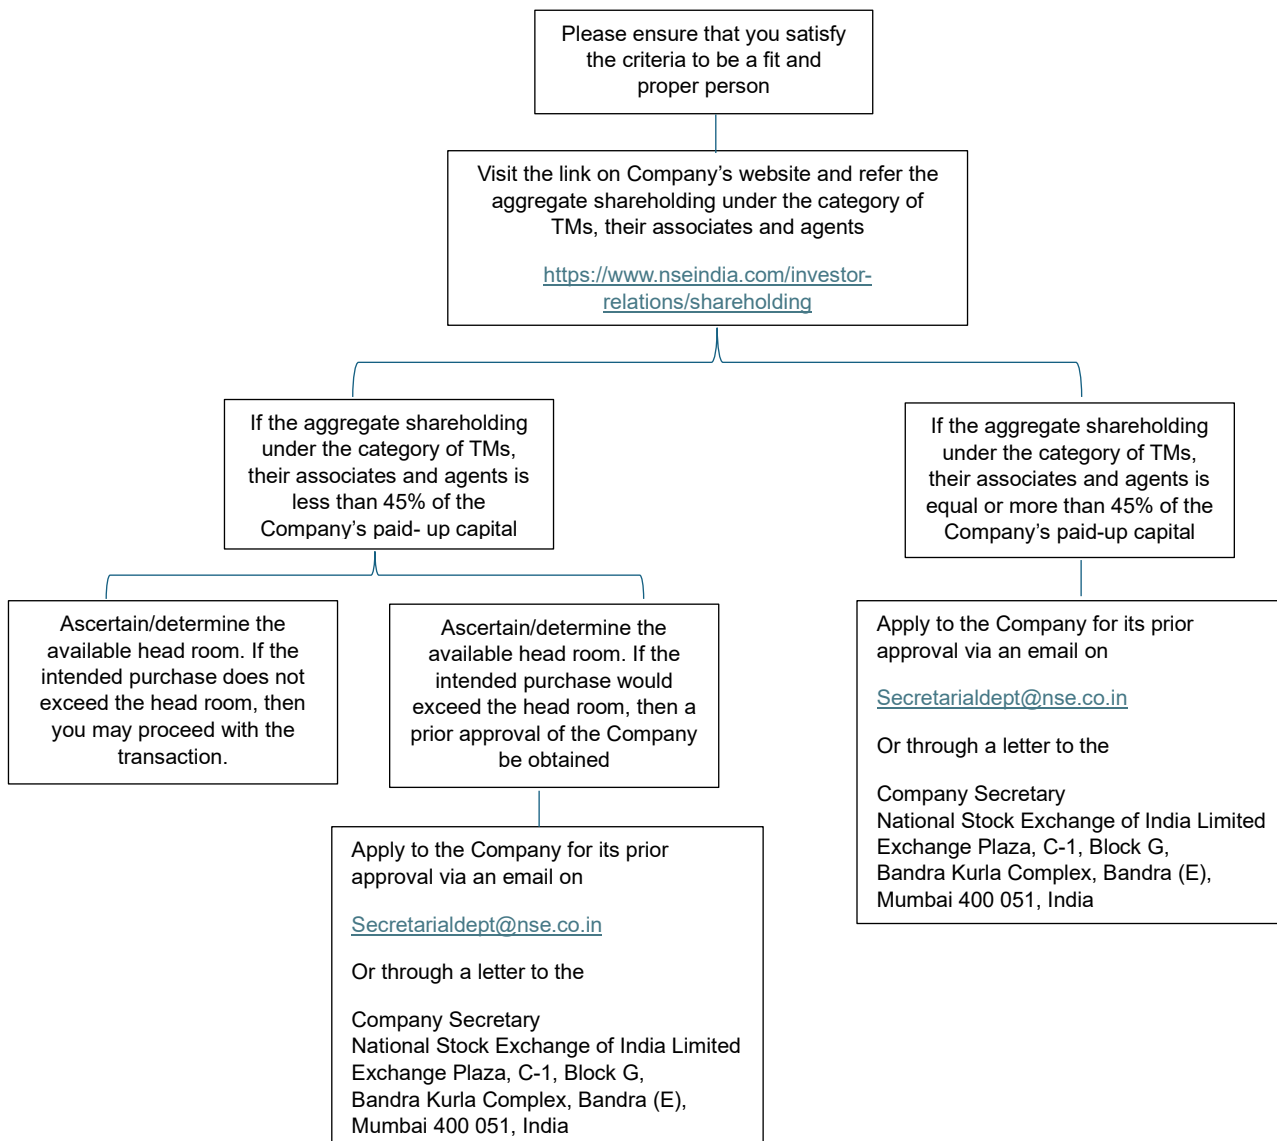 Please ensure that you satisfy
the criteria to be a fit and
proper person
Visit the link on Company’s website and refer the
aggregate shareholding under the category of
TMs, their associates and agents
https://www.nseindia.com/investor-
relations/shareholding
If the aggregate shareholding
under the category of TMs,
their associates and agents is
less than 45% of the
Company’s paid- up capital
If the aggregate shareholding
under the category of TMs,
their associates and agents is
equal or more than 45% of the
Company’s paid-up capital
Ascertain/determine the
available head room. If the
intended purchase does not
exceed the head room, then
you may proceed with the
transaction.
Ascertain/determine the
available head room. If the
intended purchase would
exceed the head room, then a
prior approval of the Company
be obtained
Apply to the Company for its prior
approval via an email on
Secretarialdept@nse.co.in
Or through a letter to the
Company Secretary
National Stock Exchange of India Limited
Exchange Plaza, C-1, Block G,
Bandra Kurla Complex, Bandra (E),
Mumbai 400 051, India
Apply to the Company for its prior
approval via an email on
Secretarialdept@nse.co.in
Or through a letter to the
Company Secretary
National Stock Exchange of India Limited
Exchange Plaza, C-1, Block G,
Bandra Kurla Complex, Bandra (E),
Mumbai 400 051, India